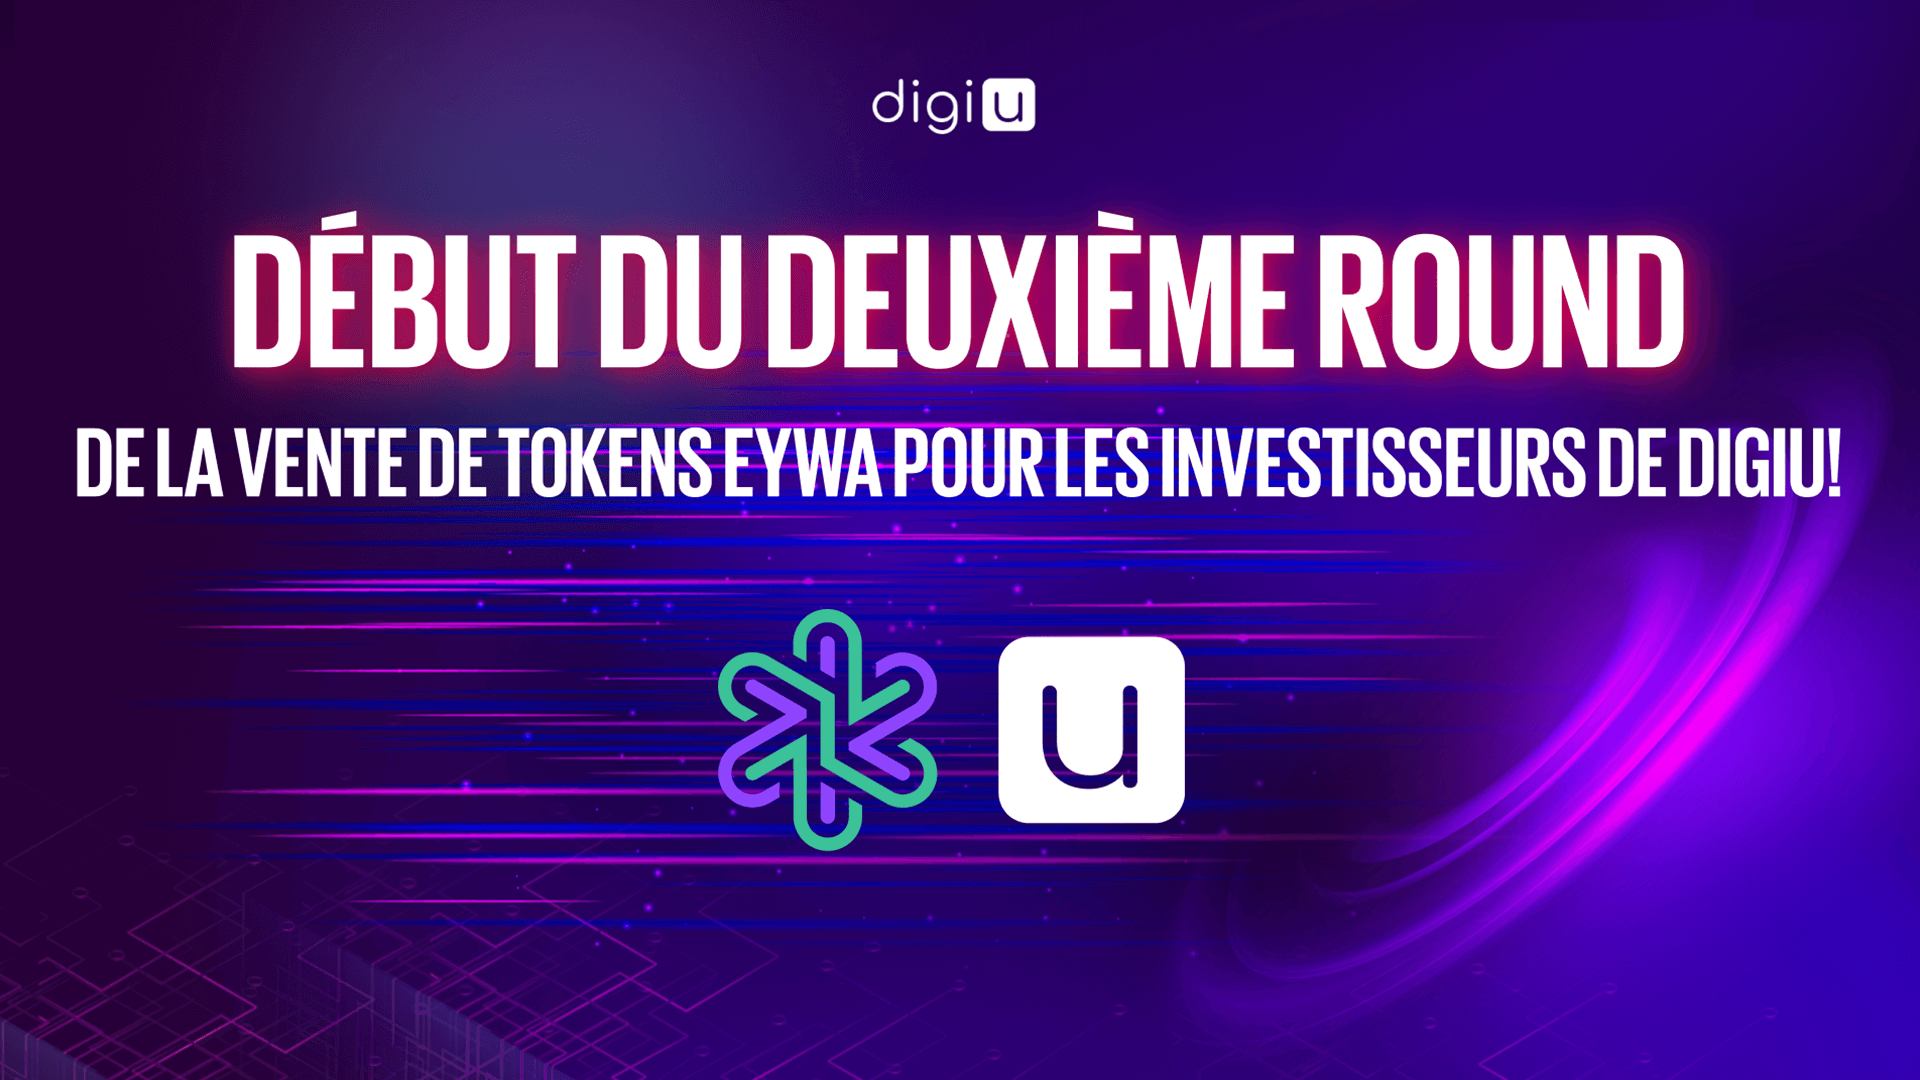 digiu
DÉBUT DU DEUXIÈME ROUND
DE LA VENTE DE TOKENS EYWA POUR LES INVESTISSEURS DE DIGIU!
u